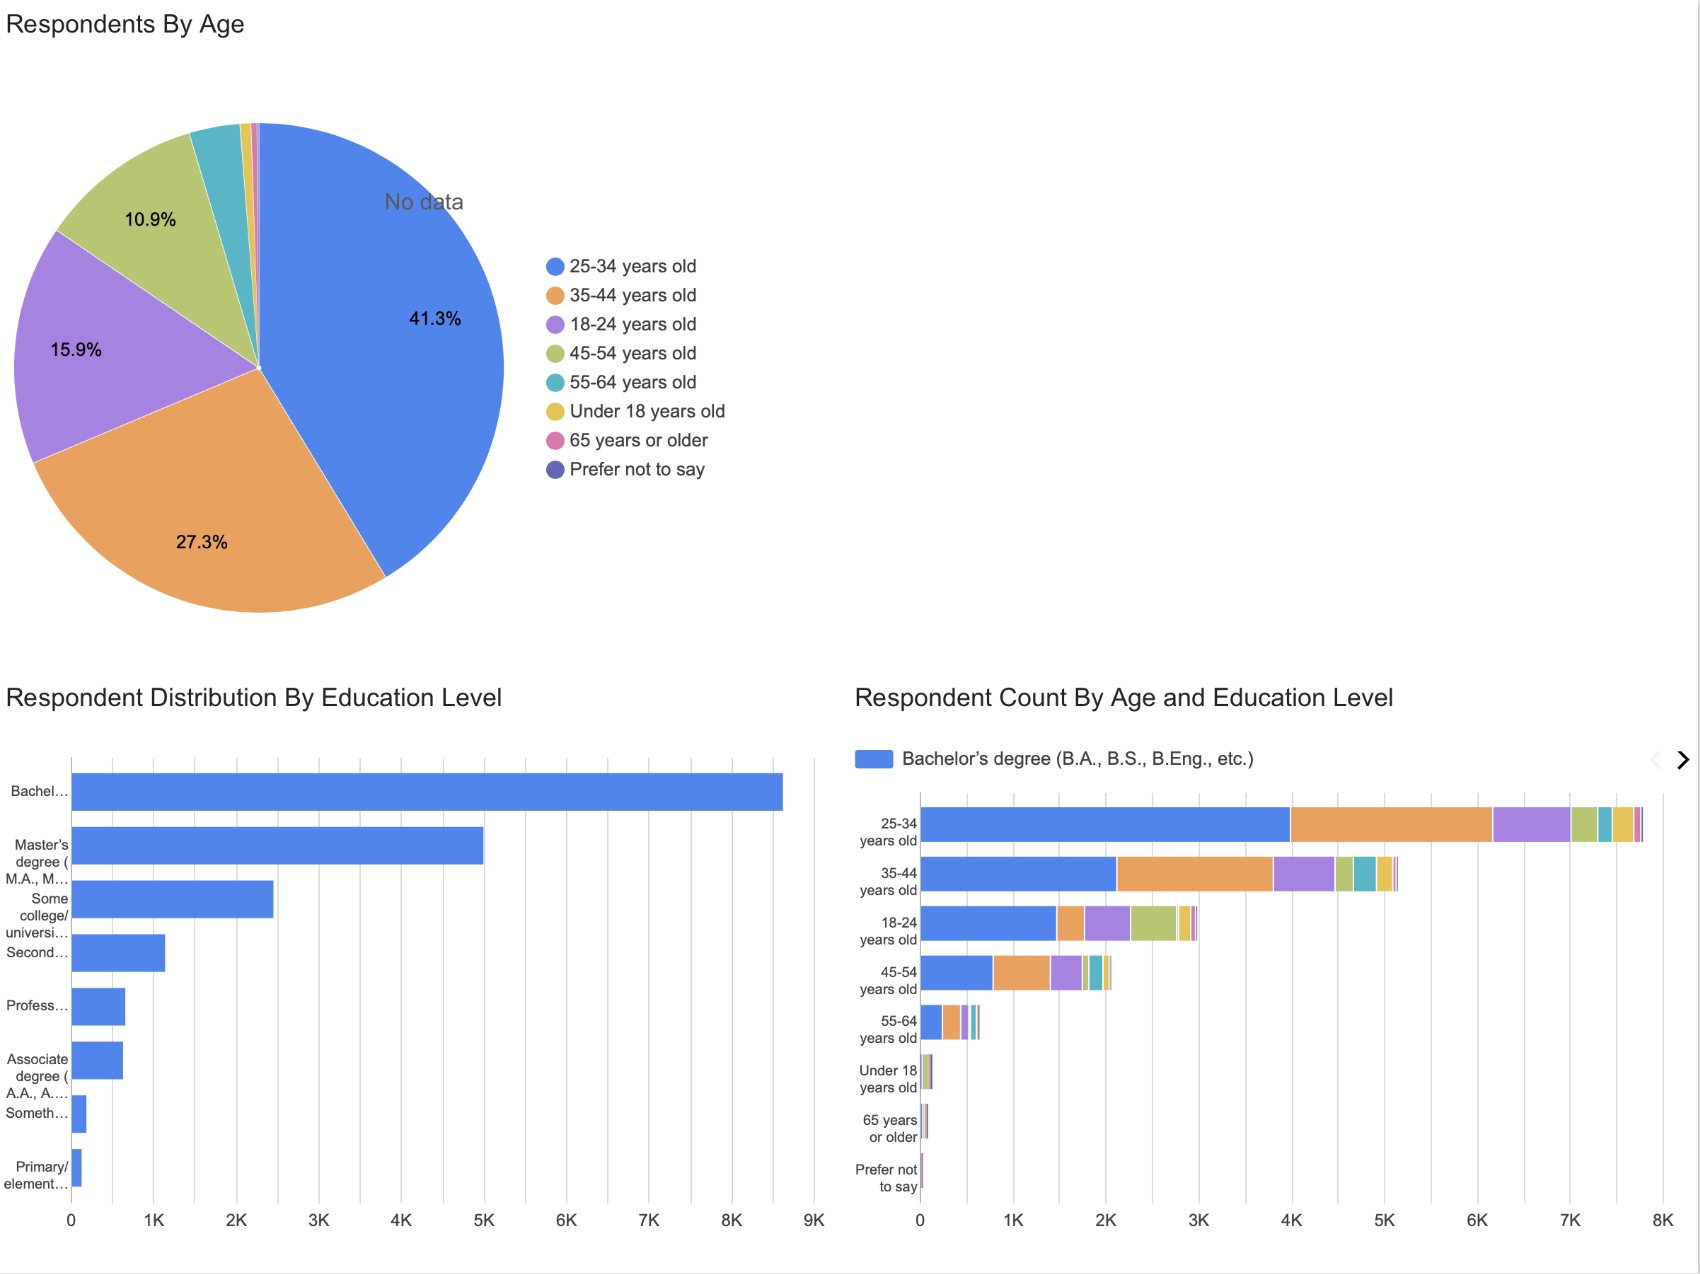 Respondents By Age
No data
10.9%
41.3%
15.9%
27.3%
25-34 years old
35-44 years old
18-24 years old
45-54 years old
55-64 years old
Under 18 years old
65 years or older
Prefer not to say
Respondent Distribution By Education Level
Bachel…
Master’s
degree (
M.A., M…
Some
college/
universi…
Second…
Profess…
Associate
degree (
A.A., A.…
Someth…
Primary/
element…
0 1K 2K 3K 4K 5K 6K 7K 8K 9K
Respondent Count By Age and Education Level
Bachelor’s degree (B.A., B.S., B.Eng., etc.)
25-34
years old
35-44
years old
18-24
years old
45-54
years old
55-64
years old
Under 18
years old
65 years
or older
Prefer not
to say
0 1K 2K 3K 4K 5K 6K 7K 8K